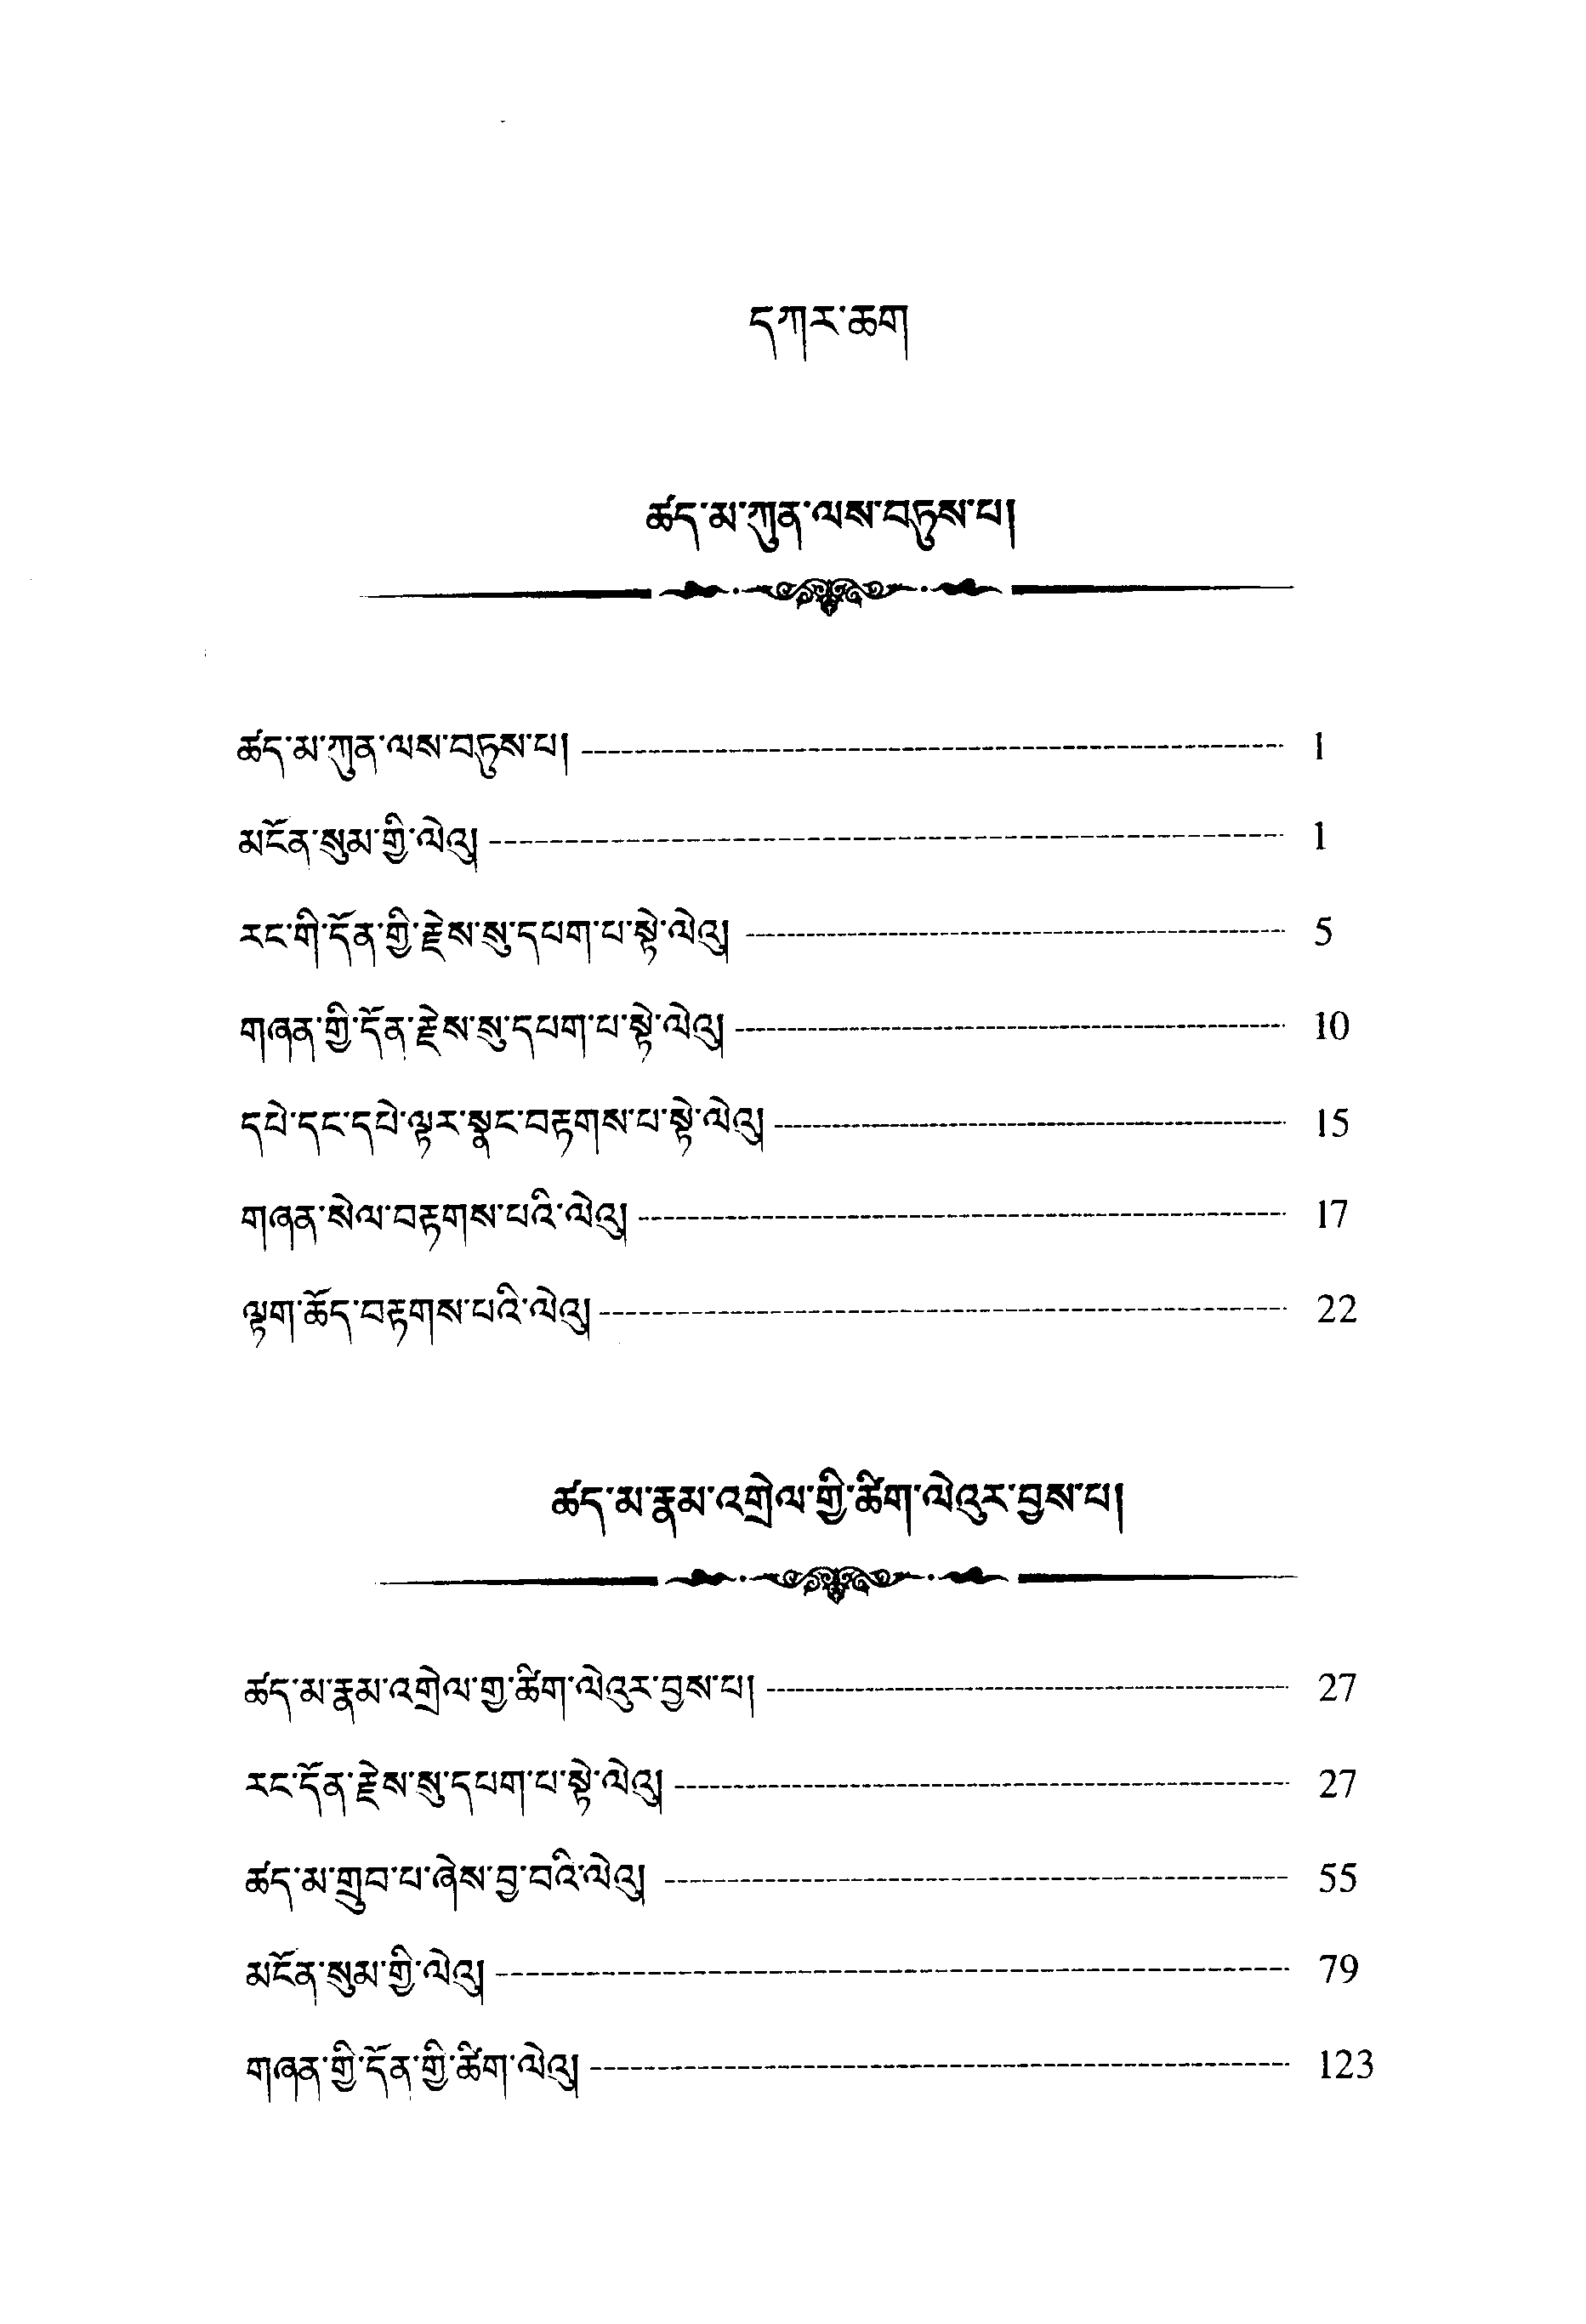 དཀར་ཆག
ཚད་མ་ཀུན་ལས་བཏུས་པ།
ཚད་མ་ཀུན་ལས་བཏུས་པ། 1
མངོན་སུམ་གྱི་ལེའུ། 1
རང་གི་དོན་གྱི་རྗེས་སུ་དཔག་པ་སྟེ་ལེའུ། 5
གཞན་གྱི་དོན་རྗེས་སུ་དཔག་པ་སྟེ་ལེའུ། 10
དཔེ་དང་དཔེ་ལྟར་སྣང་བརྟགས་པ་སྟེ་ལེའུ། 15
གཞན་སེལ་བརྟགས་པའི་ལེའུ། 17
ལྟག་ཆོད་བརྟགས་པའི་ལེའུ། 22
ཚད་མ་རྣམ་འགྲེལ་གྱི་ཚིག་ལེའུར་བྱས་པ།
ཚད་མ་རྣམ་འགྲེལ་གྱ་ཚིག་ལེའུར་བྱས་པ། 27
རང་དོན་རྗེས་སུ་དཔག་པ་སྟེ་ལེའུ། 27
ཚད་མ་གྲུབ་པ་ཞེས་བྱ་བའི་ལེའུ། 55
མངོན་སུམ་གྱི་ལེའུ། 79
གཞན་གྱི་དོན་གྱི་ཚིག་ལེའུ། 123